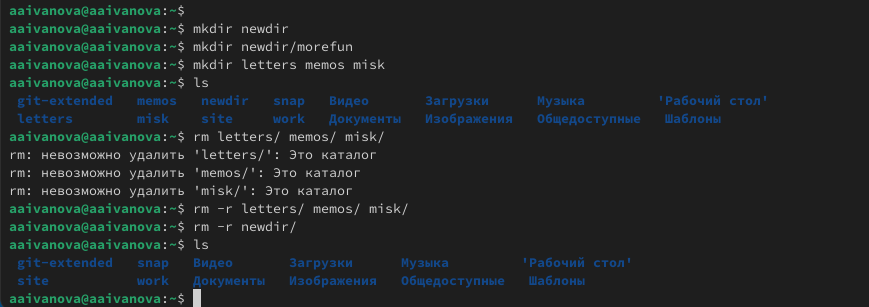 aaivanova@aaivanova:~$
aaivanova@aaivanova:~$ mkdir newdir
aaivanova@aaivanova:~$ mkdir newdir/morefun
aaivanova@aaivanova:~$ mkdir letters memos misk
aaivanova@aaivanova:~$ ls
git-extended memos newdir snap Видео Загрузки Музыка 'Рабочий стол'
letters misk site work Документы Изображения Общедоступные Шаблоны
aaivanova@aaivanova:~$ rm letters/ memos/ misk/
rm: невозможно удалить 'letters/': Это каталог
rm: невозможно удалить 'memos/': Это каталог
rm: невозможно удалить 'misk/': Это каталог
aaivanova@aaivanova:~$ rm -r letters/ memos/ misk/
aaivanova@aaivanova:~$ rm -r newdir/
aaivanova@aaivanova:~$ ls
git-extended snap Видео Загрузки Музыка 'Рабочий стол'
site work Документы Изображения Общедоступные Шаблоны
aaivanova@aaivanova:~$